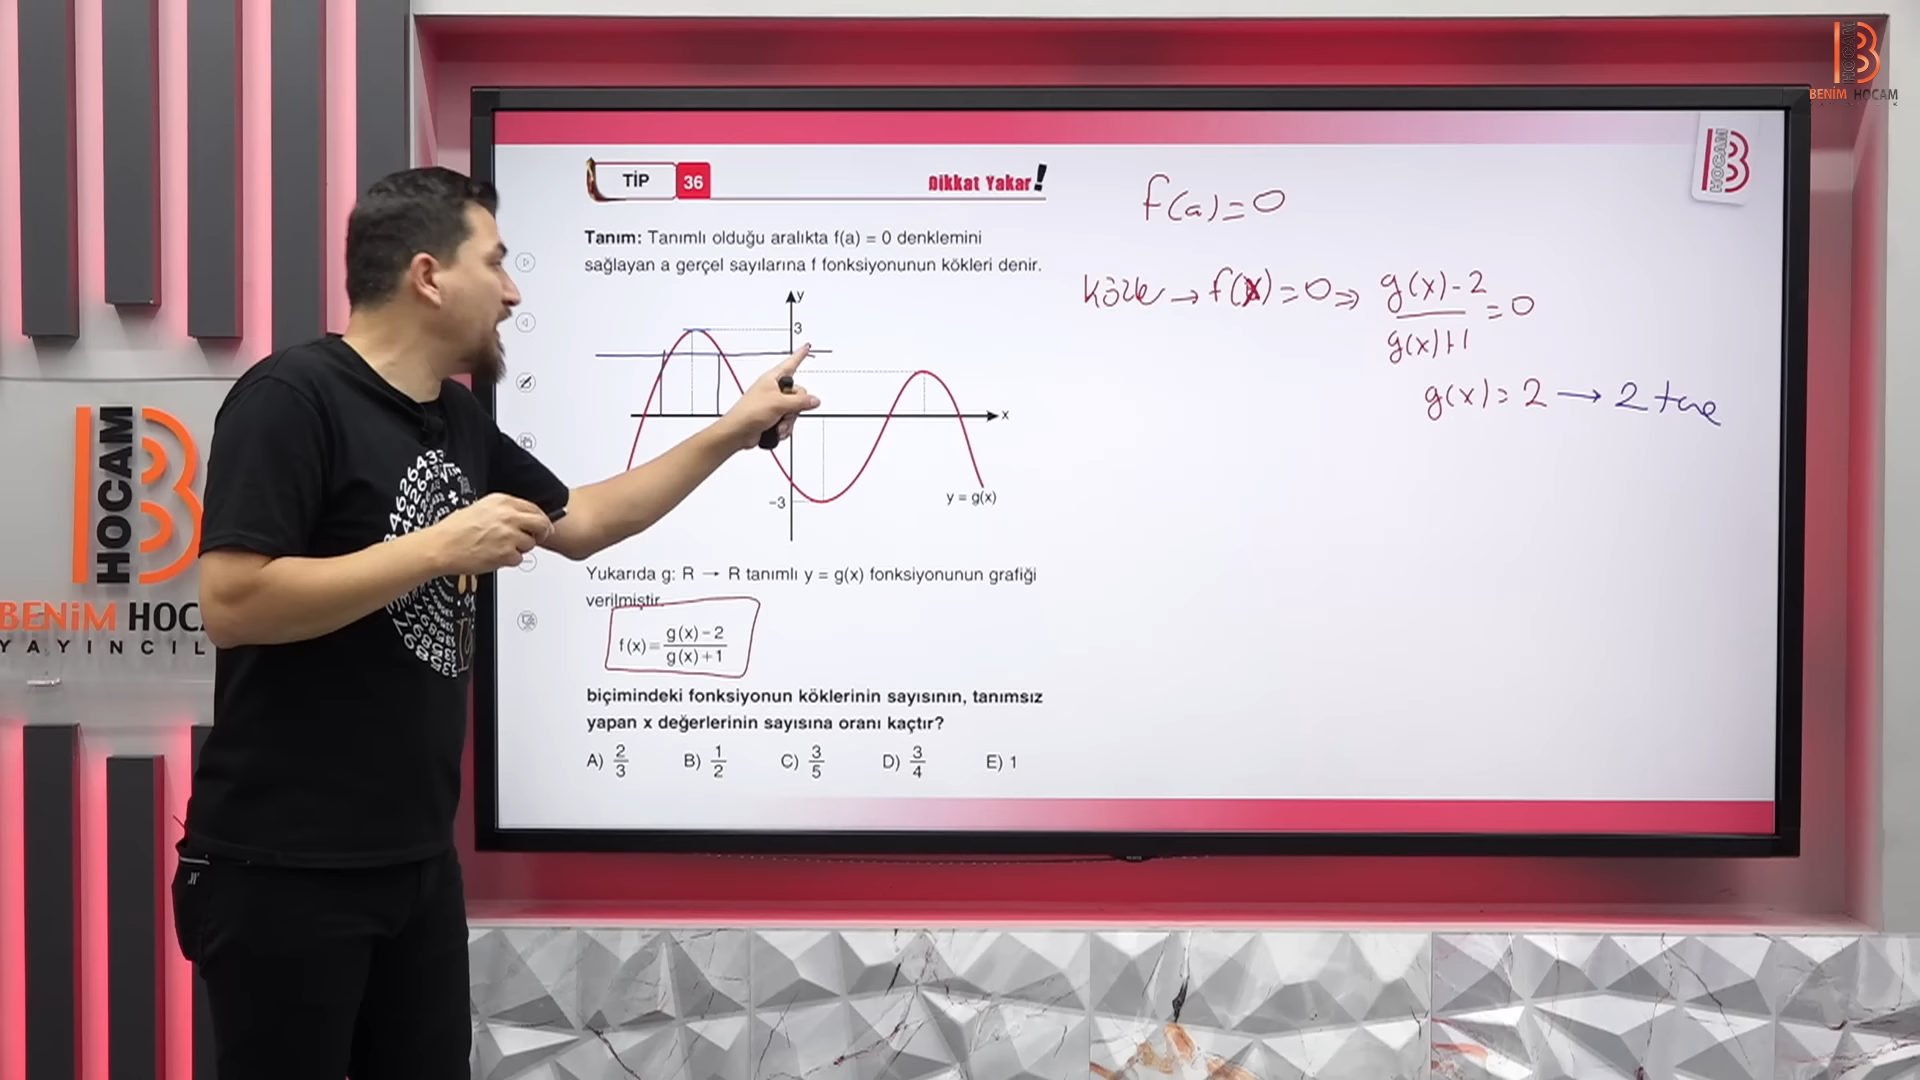 HOCAM
BENİM HOCAM
HOCAM
BENİM HOC
YAYINCIL
HOCAM
TİP 36
Dikkat Yakar!
Tanım: Tanımlı olduğu aralıkta f(a) = 0 denklemini
sağlayan a gerçel sayılarına f fonksiyonunun kökleri denir.
y
3
x
-3
y = g(x)
Yukarıda g: R → R tanımlı y = g(x) fonksiyonunun grafiği
verilmiştir.
f(x) = g(x) - 2 / g(x) + 1
biçimindeki fonksiyonun köklerinin sayısının, tanımsız
yapan x değerlerinin sayısına oranı kaçtır?
A) 2/3 B) 1/2 C) 3/5 D) 3/4 E) 1
f(a) = 0
→ f(x) = 0 ⇒ g(x) - 2 / g(x) + 1 = 0
g(x) = 2 → 2 tane